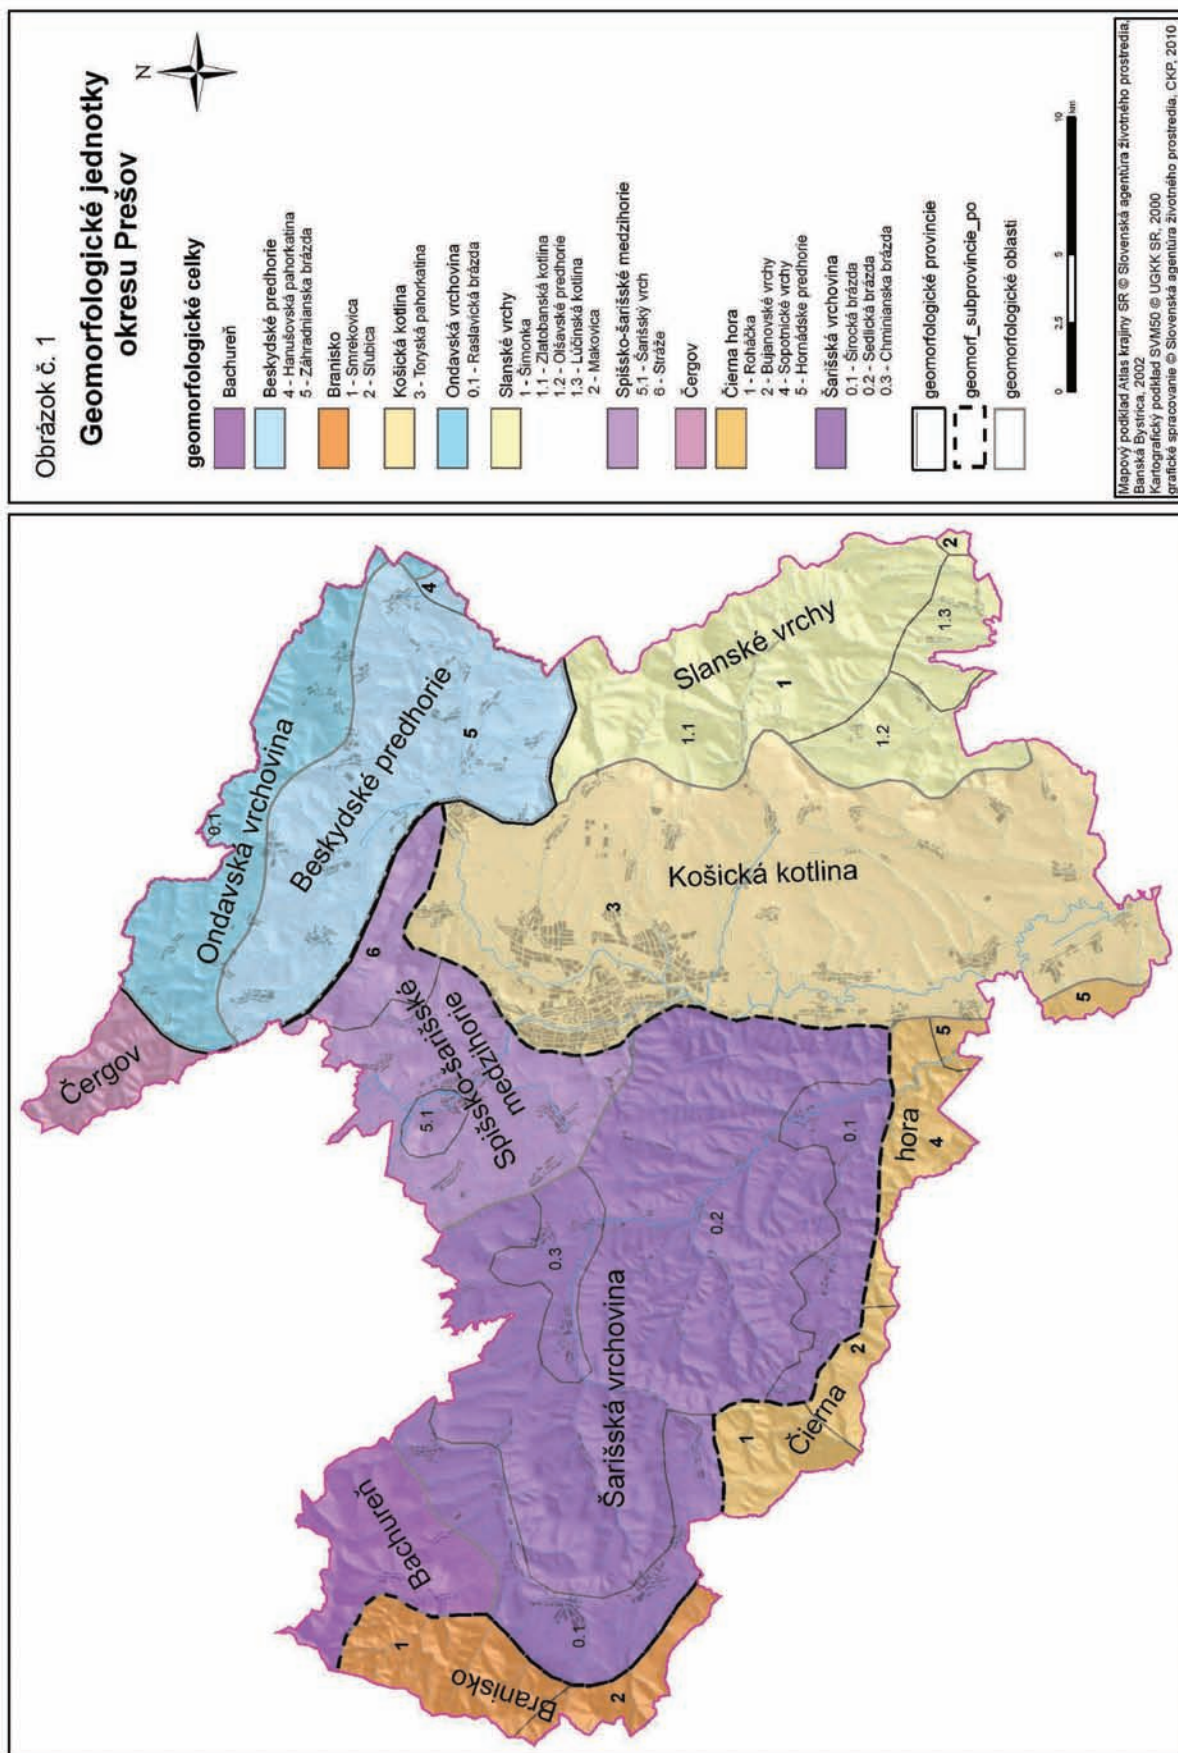 Obrázok č. 1
Geomorfologické jednotky
okresu Prešov
N
geomorfologické celky
Bachureň
Beskydské predhorie
4 - Hanušovská pahorkatina
5 - Záhradnianska brázda
Branisko
1 - Smrekovica
2 - Sľubica
Košická kotlina
3 - Toryská pahorkatina
Ondavská vrchovina
0.1 - Raslavická brázda
Slanské vrchy
1 - Šimonka
1.1 - Zlatobanská kotlina
1.2 - Olšavské predhorie
1.3 - Lúčinská kotlina
2 - Makovica
Spišsko-šarišské medzihorie
5.1 - Šarišský vrch
6 - Stráže
Čergov
Čierna hora
1 - Roháčka
2 - Bujanovské vrchy
4 - Sopotnické vrchy
5 - Hornádske predhorie
Šarišská vrchovina
0.1 - Široká brázda
0.2 - Sedlická brázda
0.3 - Chminianska brázda
geomorfologické provincie
geomorf_subprovincie_po
geomorfologické oblasti
0 2,5 5 10
km
Mapový podklad Atlas krajiny SR © Slovenská agentúra životného prostredia,
Banská Bystrica, 2002
Kartografický podklad SVM50 © UGKK SR, 2000
grafické spracovanie © Slovenská agentúra životného prostredia, CKP, 2010
Čergov
Ondavská vrchovina
0.1
Beskydské predhorie
4
5
6
Spišsko-šarišské
medzihorie
5.1
Slanské vrchy
1
1.1
1.2
1.3
2
Košická kotlina
3
5
Bachureň
Šarišská vrchovina
0.3
0.2
0.1
0.1
Branisko
1
2
Čierna
hora
1
2
4
5